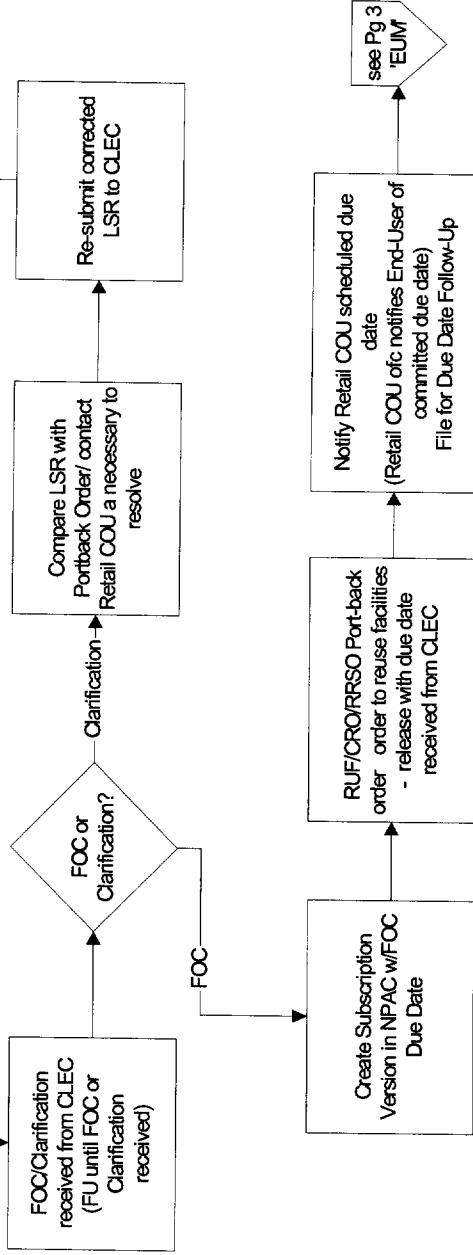 FOC/Clarification
received from CLEC
(FU until FOC or
Clarification
received)
FOC or
Clarification?
Clarification
Compare LSR with
Portback Order/ contact
Retail COU a necessary to
resolve
Re-submit corrected
LSR to CLEC
FOC
Create Subscription
Version in NPAC w/FOC
Due Date
RUF/CRO/RRSO Port-back
order order to reuse facilities
- release with due date
received from CLEC
Notify Retail COU scheduled due
date
(Retail COU ofc notifies End-User of
committed due date)
File for Due Date Follow-Up
see Pg 3
'EUM'